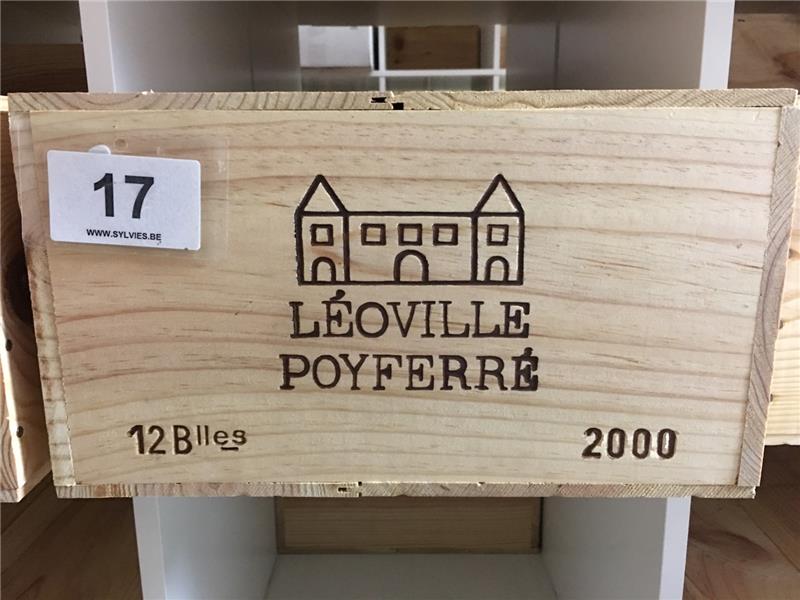 17
WWW.SYLVIES.BE
LÉOVILLE
POYFERRÉ
12 Blles
2000